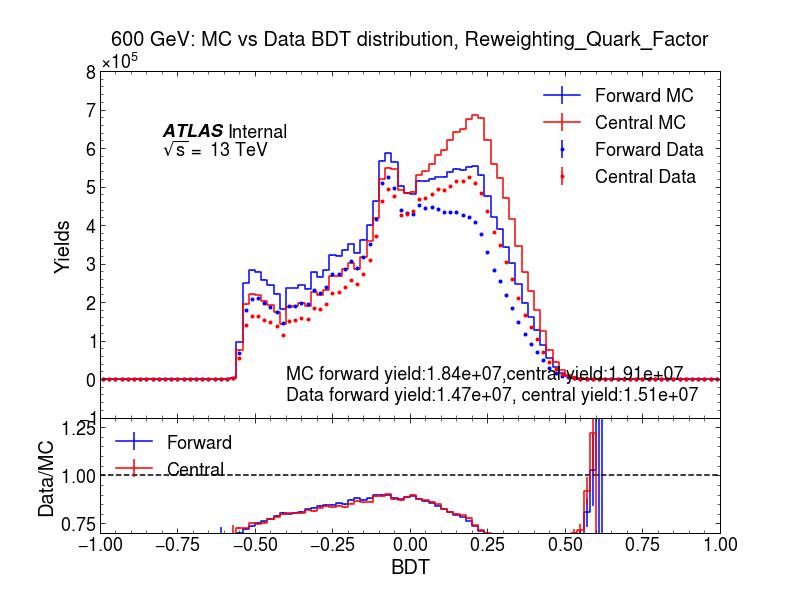 600 GeV: MC vs Data BDT distribution, Reweighting_Quark_Factor
×10⁵
8
7
6
5
4
3
2
1
0
−1
Yields
ATLAS Internal
√s = 13 TeV
Forward MC
Central MC
Forward Data
Central Data
MC forward yield:1.84e+07,central yield:1.91e+07
Data forward yield:1.47e+07, central yield:1.51e+07
1.25
1.00
0.75
Data/MC
Forward
Central
−1.00 −0.75 −0.50 −0.25 0.00 0.25 0.50 0.75 1.00
BDT